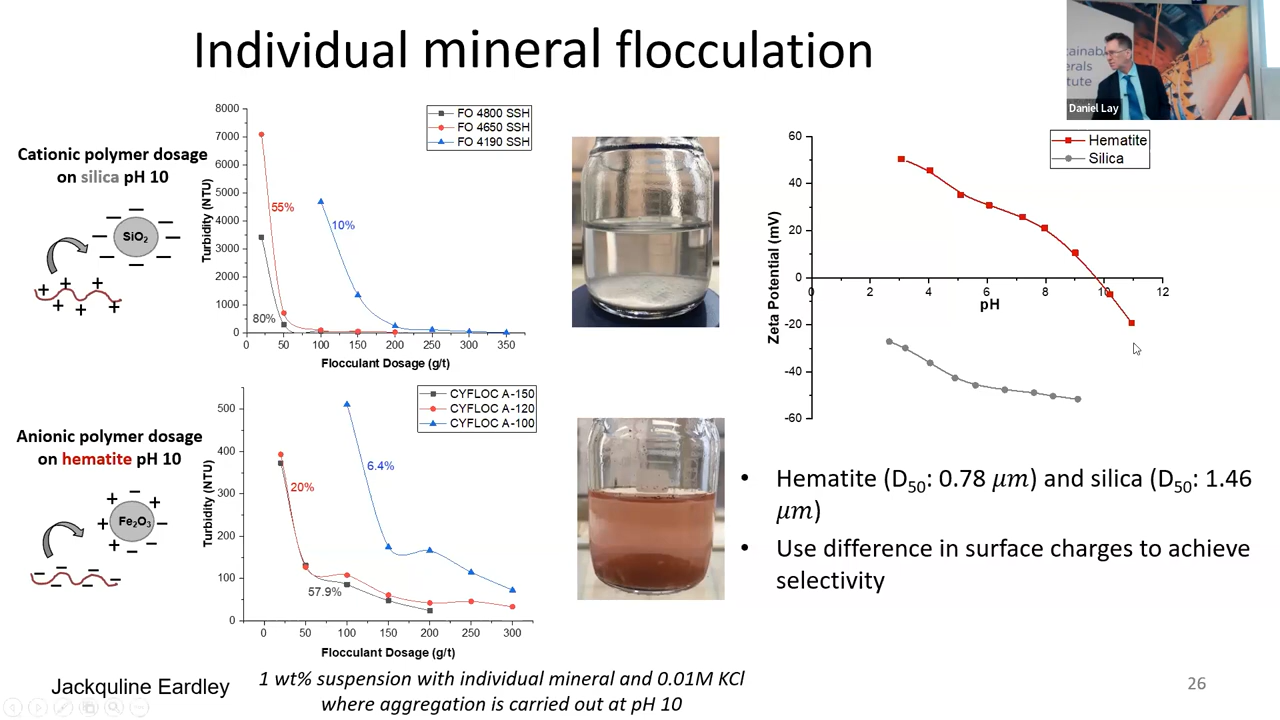 Individual mineral flocculation
tainabl
erals
tute
Daniel Lay
Cationic polymer dosage
on silica pH 10
SiO2
Turbidity (NTU)
8000
7000
6000
5000
4000
3000
2000
1000
0
FO 4800 SSH
FO 4650 SSH
FO 4190 SSH
55%
10%
80%
0 50 100 150 200 250 300 350
Flocculant Dosage (g/t)
Anionic polymer dosage
on hematite pH 10
Fe2O3
Turbidity (NTU)
500
400
300
200
100
0
CYFLOC A-150
CYFLOC A-120
CYFLOC A-100
20%
6.4%
57.9%
0 50 100 150 200 250 300
Flocculant Dosage (g/t)
Zeta Potential (mV)
60
40
20
0
-20
-40
-60
Hematite
Silica
0 2 4 6 8 10 12
pH
• Hematite (D50: 0.78 μm) and silica (D50: 1.46
μm)
• Use difference in surface charges to achieve
selectivity
Jackquline Eardley
1 wt% suspension with individual mineral and 0.01M KCl
where aggregation is carried out at pH 10
26